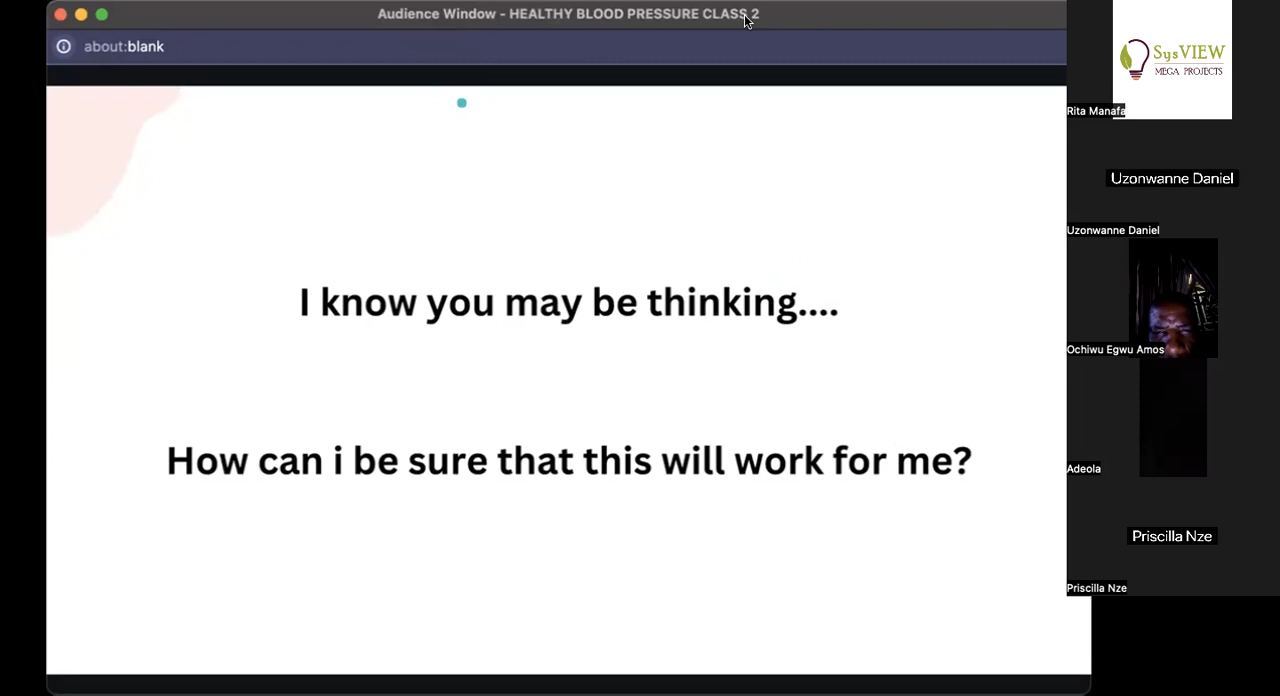 Audience Window - HEALTHY BLOOD PRESSURE CLASS 2
about:blank
I know you may be thinking....
How can i be sure that this will work for me?
SysVIEW
MEGA PROJECTS
Rita Manafa
Uzonwanne Daniel
Uzonwanne Daniel
Ochiwu Egwu Amos
Adeola
Priscilla Nze
Priscilla Nze